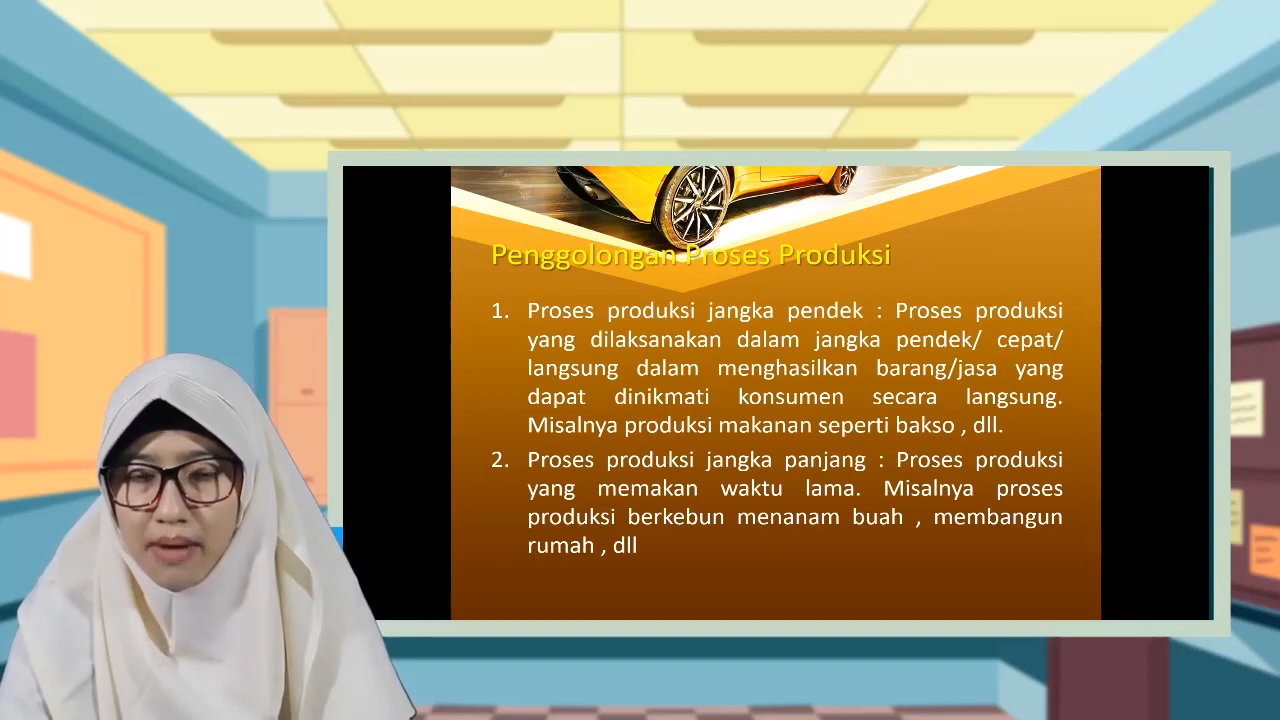 Penggolongan Proses Produksi
1. Proses produksi jangka pendek : Proses produksi
yang dilaksanakan dalam jangka pendek/ cepat/
langsung dalam menghasilkan barang/jasa yang
dapat dinikmati konsumen secara langsung.
Misalnya produksi makanan seperti bakso , dll.
2. Proses produksi jangka panjang : Proses produksi
yang memakan waktu lama. Misalnya proses
produksi berkebun menanam buah , membangun
rumah , dll